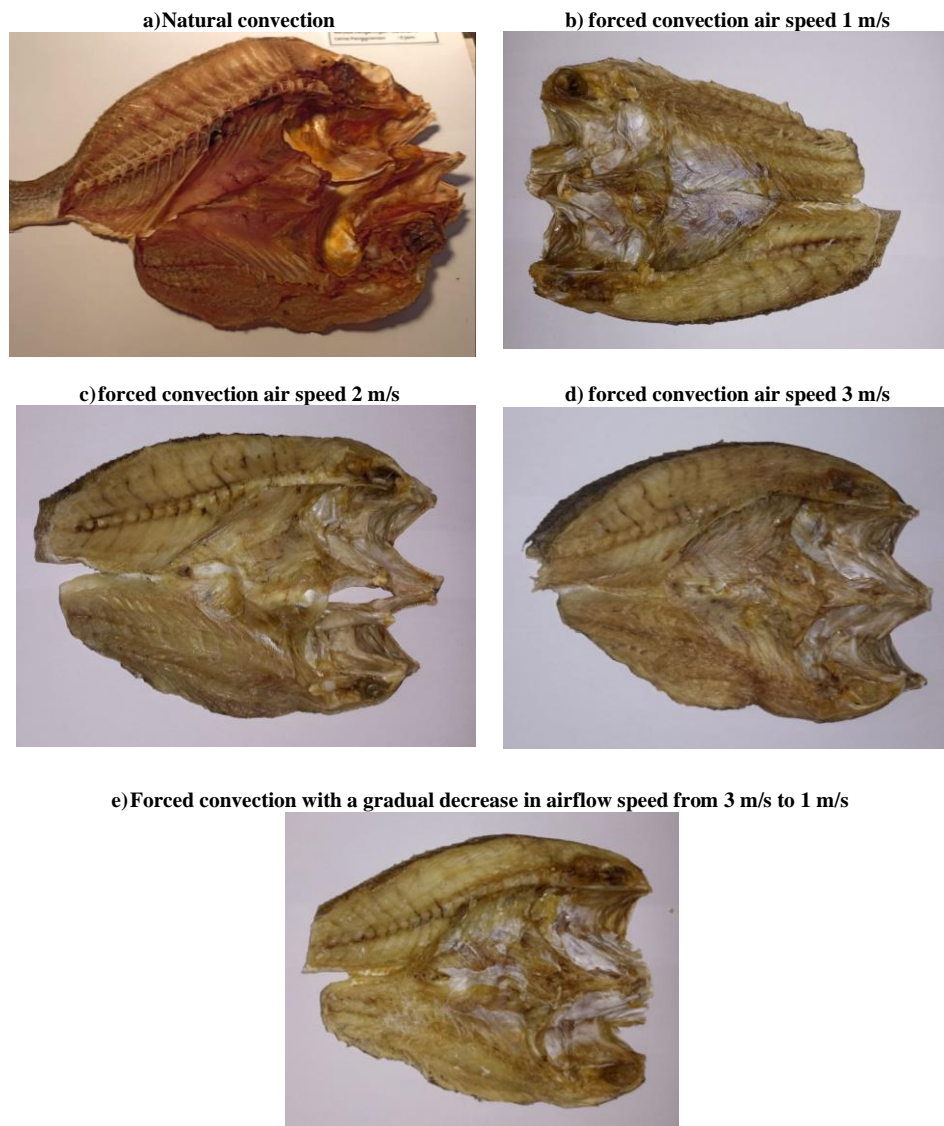 a)Natural convection
b) forced convection air speed 1 m/s
c)forced convection air speed 2 m/s
d) forced convection air speed 3 m/s
e)Forced convection with a gradual decrease in airflow speed from 3 m/s to 1 m/s